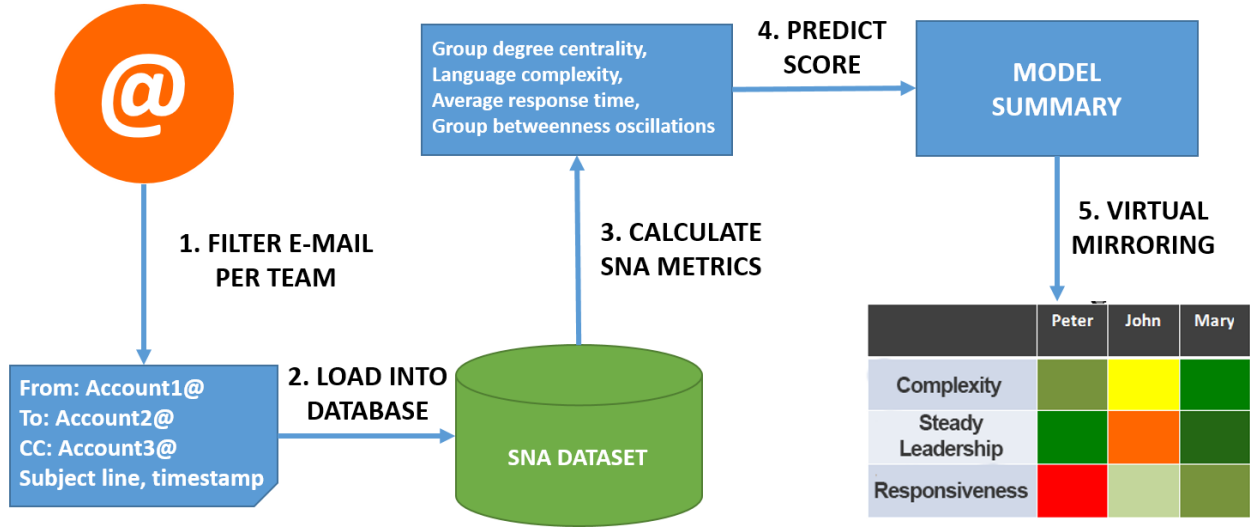 @
1. FILTER E-MAIL
PER TEAM
From: Account1@
To: Account2@
CC: Account3@
Subject line, timestamp
2. LOAD INTO
DATABASE
SNA DATASET
3. CALCULATE
SNA METRICS
Group degree centrality,
Language complexity,
Average response time,
Group betweenness oscillations
4. PREDICT
SCORE
MODEL
SUMMARY
5. VIRTUAL
MIRRORING
Peter John Mary
Complexity
Steady
Leadership
Responsiveness